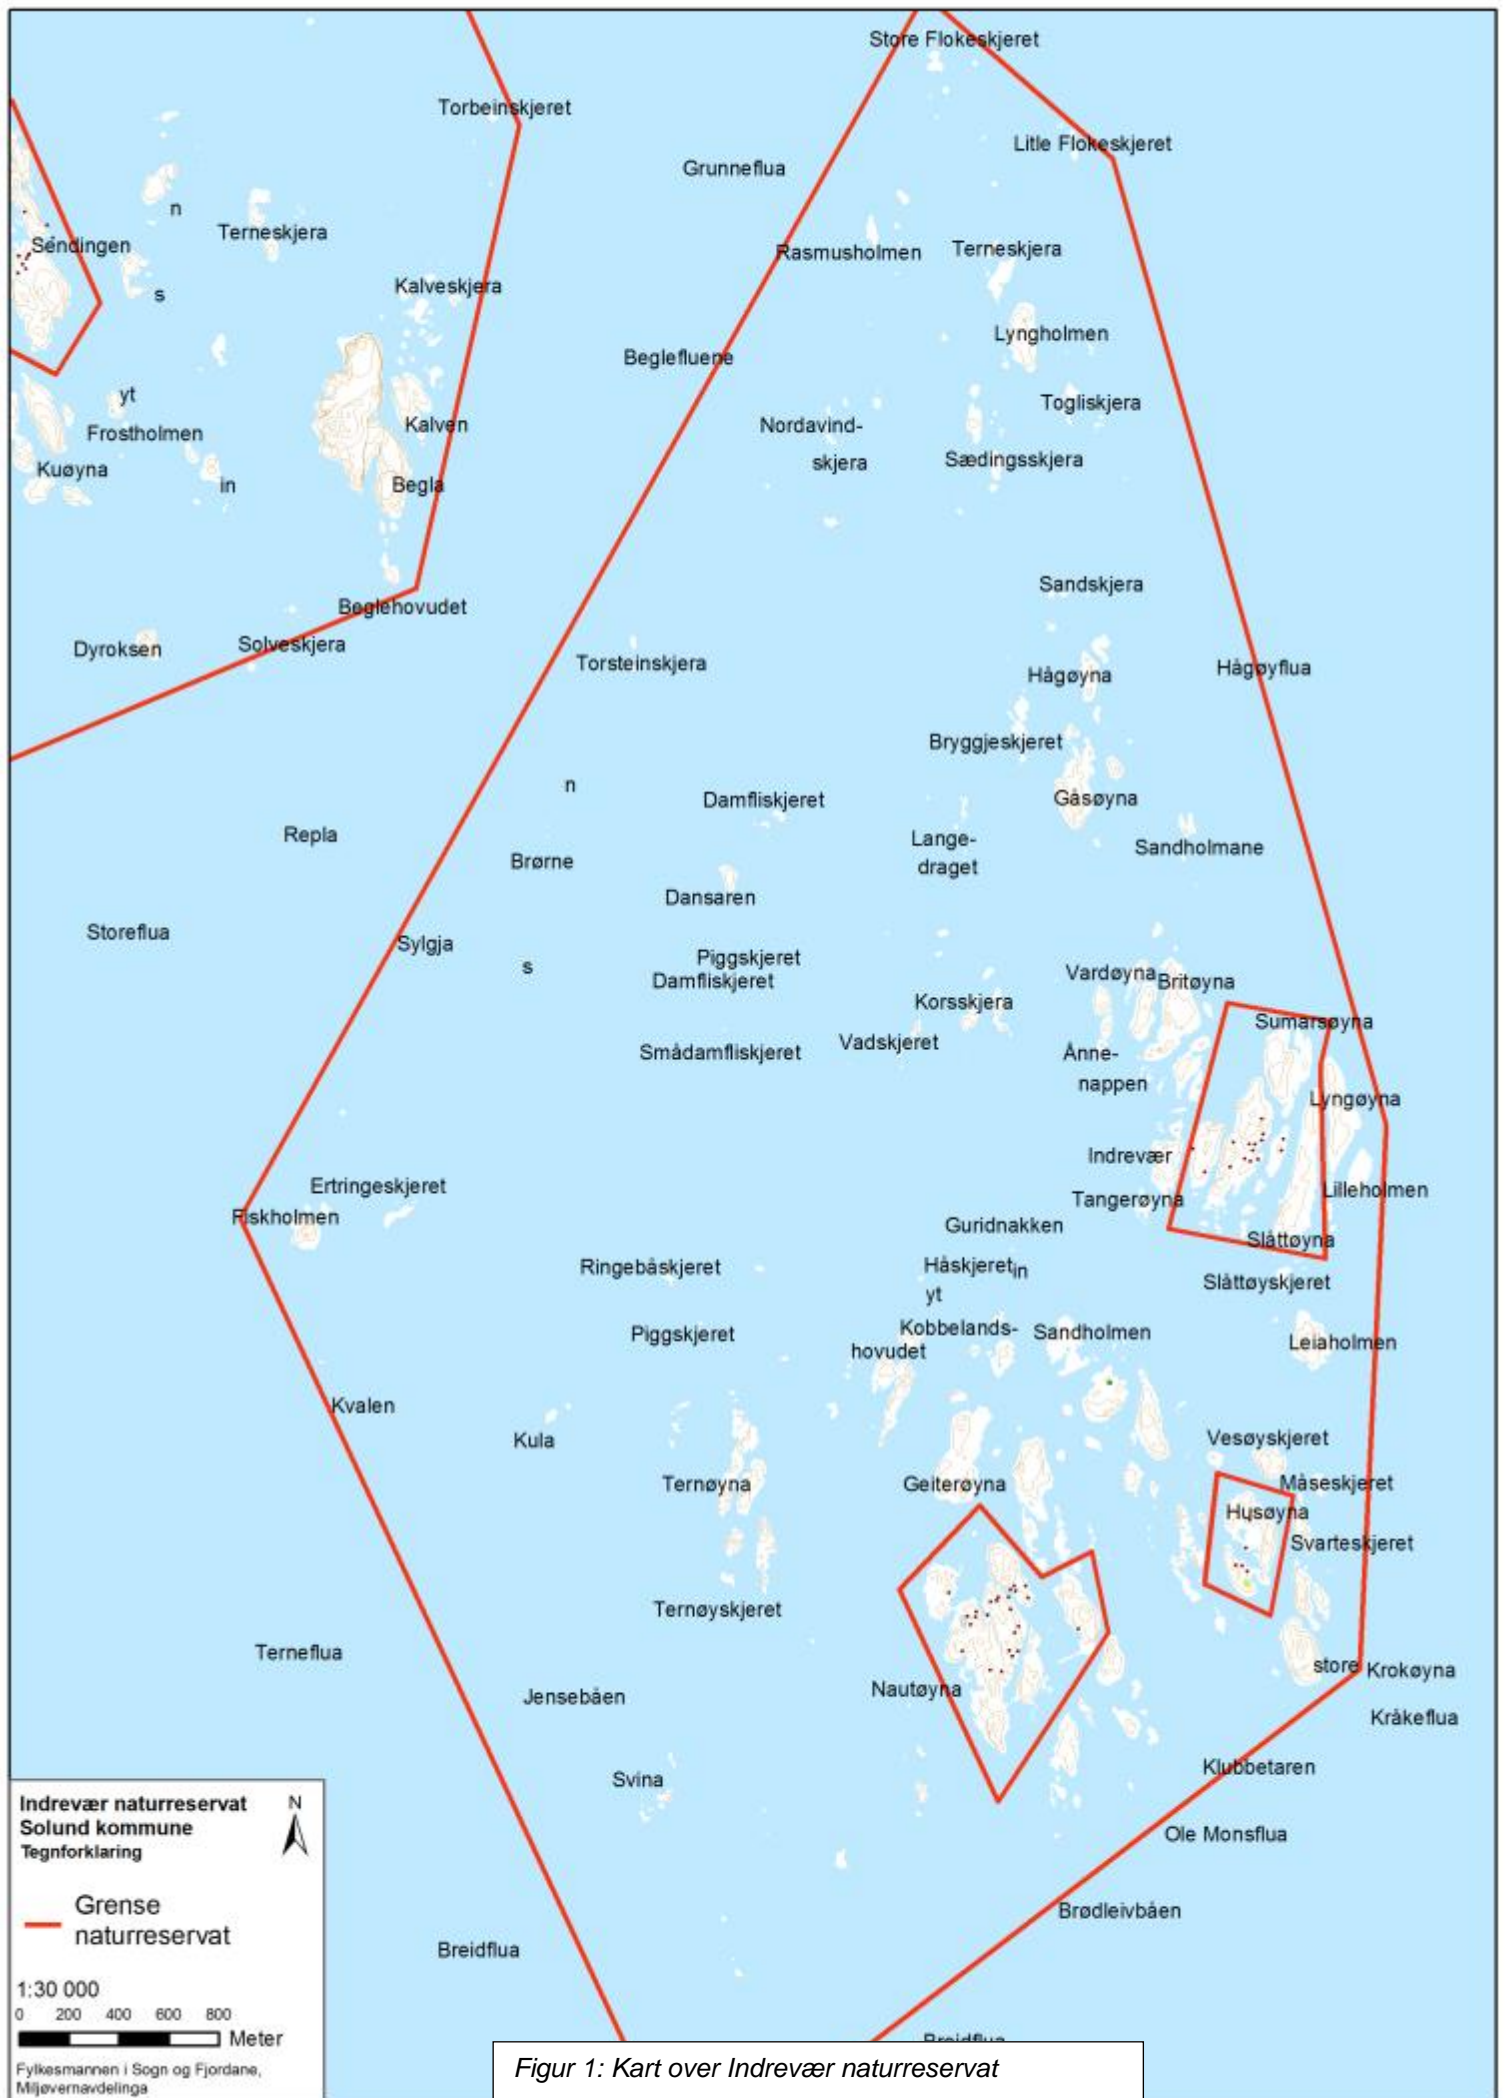 Store Flokeskjeret
Torbeinskjeret
Litle Flokeskjeret
Grunneflua
n
Terneskjera
Sendingen
Rasmusholmen
Terneskjera
Kalveskjera
s
Lyngholmen
Beglefluene
yt
Togliskjera
Frostholmen
Kalven
Nordavind-
skjera
Sædingsskjera
Kuøyna
in
Begla
Sandskjera
Beglehovudet
Dyroksen
Solveskjera
Torsteinskjera
Hågøyna
Hågøyflua
Bryggjeskjeret
n
Damfliskjeret
Gåsøyna
Repla
Brørne
Lange-
draget
Sandholmane
Dansaren
Storeflua
Sylgja
s
Piggskjeret
Damfliskjeret
Vardøyna
Britøyna
Korsskjera
Sumarsøyna
Smådamfliskjeret
Vadskjeret
Ånne-
nappen
Lyngøyna
Indrevær
Ertringeskjeret
Tangerøyna
Lilleholmen
Fiskholmen
Guridnakken
Slåttøyna
Ringebåskjeret
Håskjeret
in
yt
Slåttøyskjeret
Piggskjeret
Kobbelands-
hovudet
Sandholmen
Leiaholmen
Kvalen
Kula
Vesøyskjeret
Ternøyna
Geiterøyna
Måseskjeret
Husøyna
Svarteskjeret
Ternøyskjeret
Terneflua
store Krokøyna
Jensebåen
Nautøyna
Kråkeflua
Klubbetaren
Svina
Ole Monsflua
Brødleivbåen
Breidflua
Breidflua
Indrevær naturreservat
Solund kommune
Tegnforklaring
N
Grense
naturreservat
1:30 000
0 200 400 600 800
Meter
Fylkesmannen i Sogn og Fjordane,
Miljøvernavdelinga
Figur 1: Kart over Indrevær naturreservat